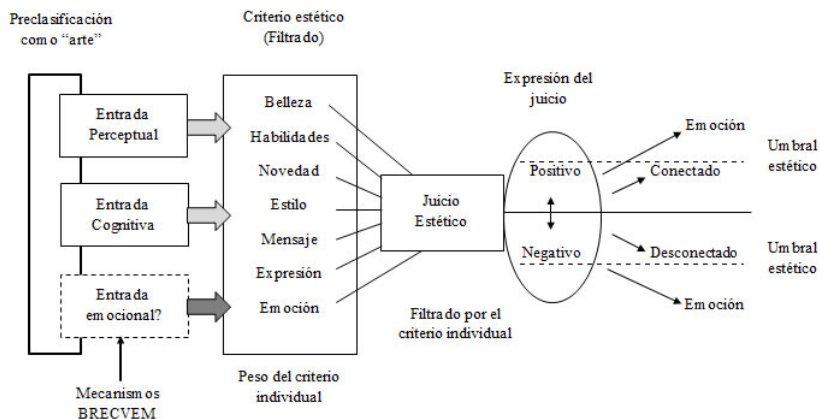 Preclasificación
como “arte”
Entrada
Perceptual
Entrada
Cognitiva
Entrada
emocional?
Mecanismos
BRECVEM
Criterio estético
(Filtrado)
Belleza
Habilidades
Novedad
Estilo
Mensaje
Expresión
Emoción
Peso del criterio
individual
Juicio
Estético
Filtrado por el
criterio individual
Expresión del
juicio
Positivo
Negativo
Emoción
Conectado
Desconectado
Emoción
Umbral
estético
Umbral
estético